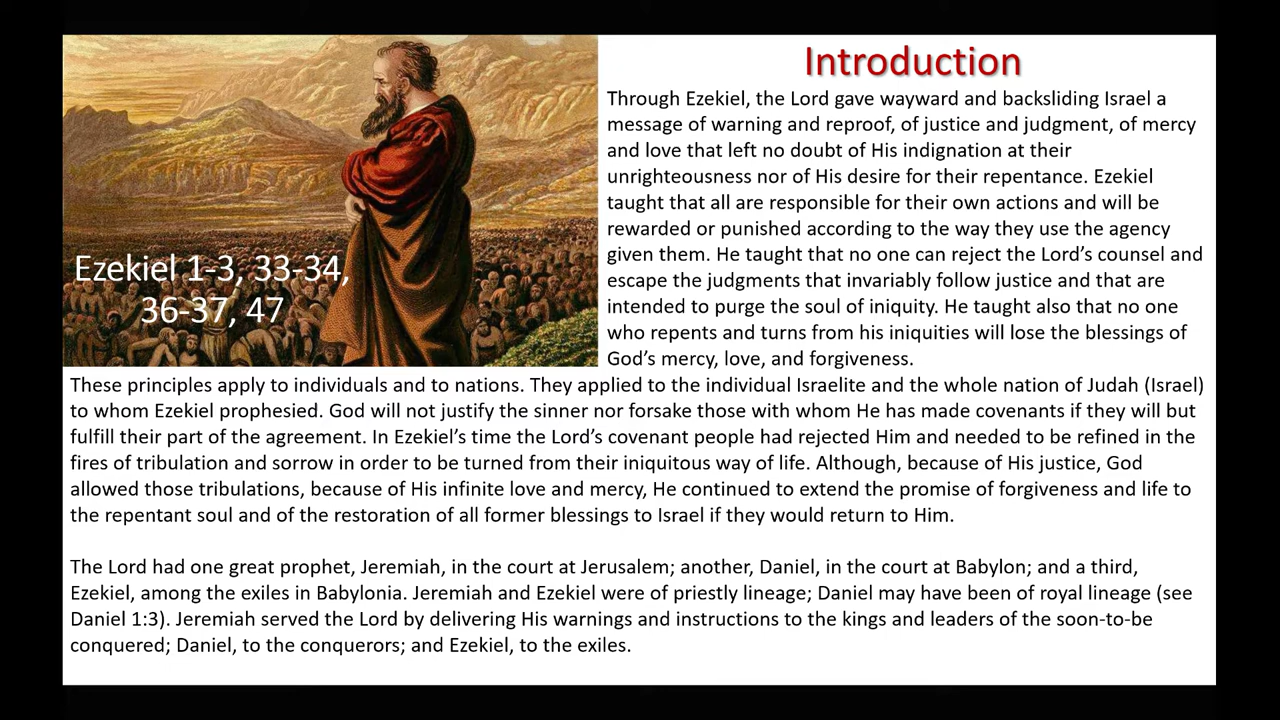 Introduction
Through Ezekiel, the Lord gave wayward and backsliding Israel a
message of warning and reproof, of justice and judgment, of mercy
and love that left no doubt of His indignation at their
unrighteousness nor of His desire for their repentance. Ezekiel
taught that all are responsible for their own actions and will be
rewarded or punished according to the way they use the agency
given them. He taught that no one can reject the Lord’s counsel and
escape the judgments that invariably follow justice and that are
intended to purge the soul of iniquity. He taught also that no one
who repents and turns from his iniquities will lose the blessings of
God’s mercy, love, and forgiveness.
Ezekiel 1-3, 33-34,
36-37, 47
These principles apply to individuals and to nations. They applied to the individual Israelite and the whole nation of Judah (Israel)
to whom Ezekiel prophesied. God will not justify the sinner nor forsake those with whom He has made covenants if they will but
fulfill their part of the agreement. In Ezekiel’s time the Lord’s covenant people had rejected Him and needed to be refined in the
fires of tribulation and sorrow in order to be turned from their iniquitous way of life. Although, because of His justice, God
allowed those tribulations, because of His infinite love and mercy, He continued to extend the promise of forgiveness and life to
the repentant soul and of the restoration of all former blessings to Israel if they would return to Him.
The Lord had one great prophet, Jeremiah, in the court at Jerusalem; another, Daniel, in the court at Babylon; and a third,
Ezekiel, among the exiles in Babylonia. Jeremiah and Ezekiel were of priestly lineage; Daniel may have been of royal lineage (see
Daniel 1:3). Jeremiah served the Lord by delivering His warnings and instructions to the kings and leaders of the soon-to-be
conquered; Daniel, to the conquerors; and Ezekiel, to the exiles.